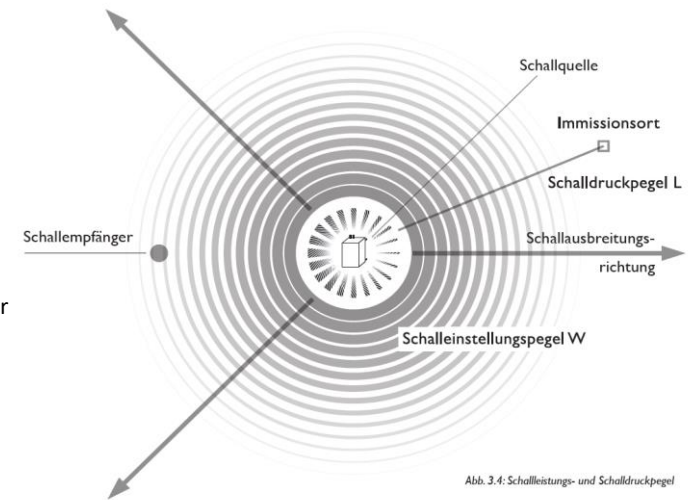 Schallquelle
Immissionsort
Schalldruckpegel L
Schallempfänger
Schallausbreitungs-
richtung
r
Schalleinstellungspegel W
Abb. 3.4: Schallleistungs- und Schalldruckpegel